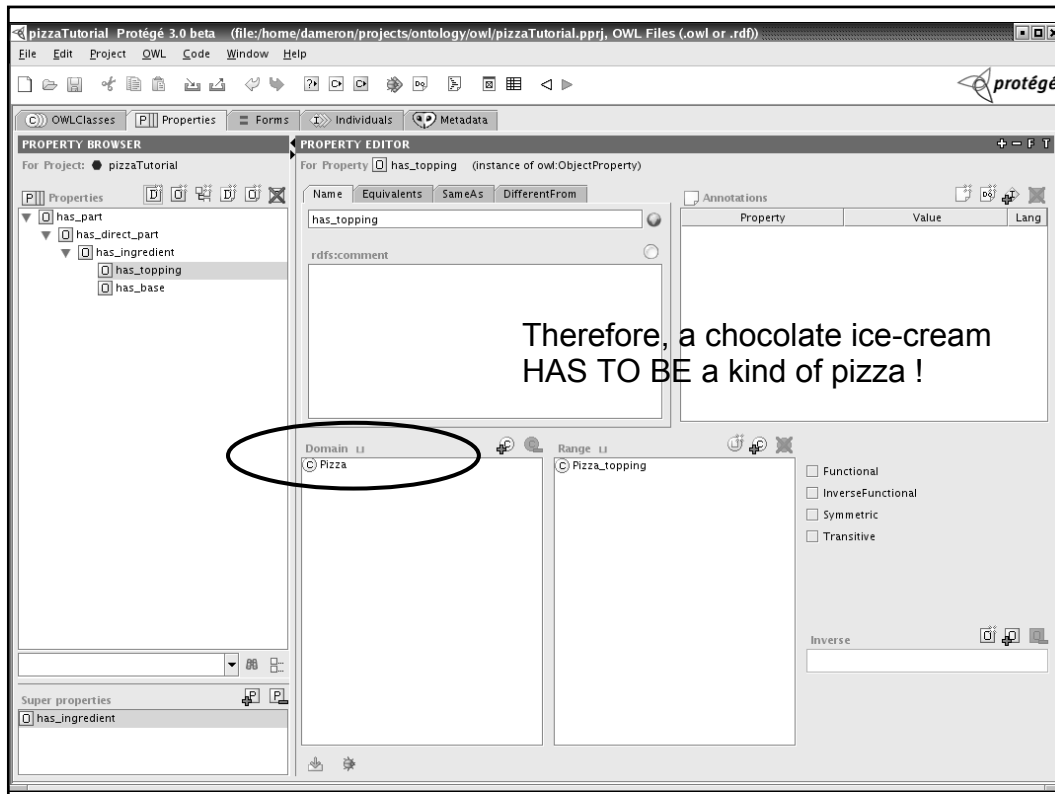 pizzaTutorial Protégé 3.0 beta (file:/home/dameron/projects/ontology/owl/pizzaTutorial.pprj, OWL Files (.owl or .rdf))
File Edit Project OWL Code Window Help
protégé
OWLClasses Properties Forms Individuals Metadata
PROPERTY BROWSER
For Project: pizzaTutorial
Properties
has_part
has_direct_part
has_ingredient
has_topping
has_base
Super properties
has_ingredient
PROPERTY EDITOR
For Property has_topping (instance of owl:ObjectProperty)
Name Equivalents SameAs DifferentFrom
has_topping
rdfs:comment
Annotations
Property Value Lang
Therefore, a chocolate ice-cream
HAS TO BE a kind of pizza !
Domain
Pizza
Range
Pizza_topping
Functional
InverseFunctional
Symmetric
Transitive
Inverse